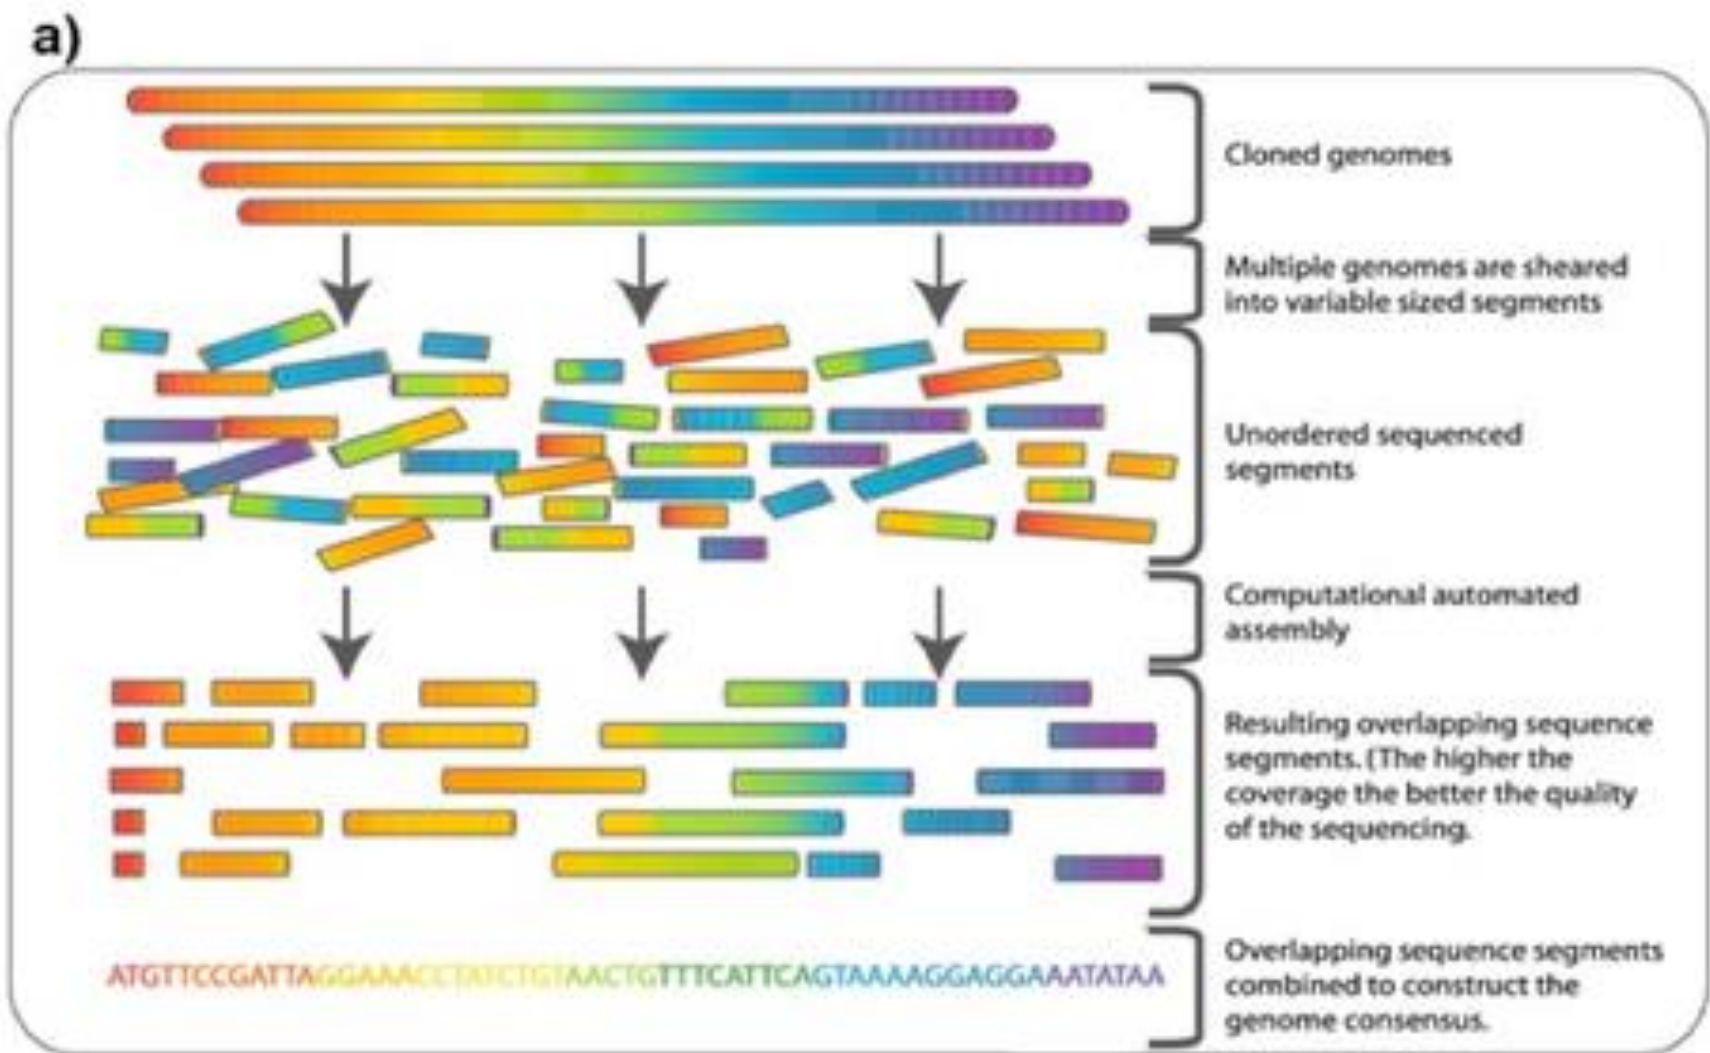 a)
Cloned genomes
Multiple genomes are sheared
into variable sized segments
Unordered sequenced
segments
Computational automated
assembly
Resulting overlapping sequence
segments. (The higher the
coverage the better the quality
of the sequencing.
ATGTTCCGATTAGGAAACCTATCTGTAACTGTTTCATTCAGTAAAAGGAGGAAATATAA
Overlapping sequence segments
combined to construct the
genome consensus.